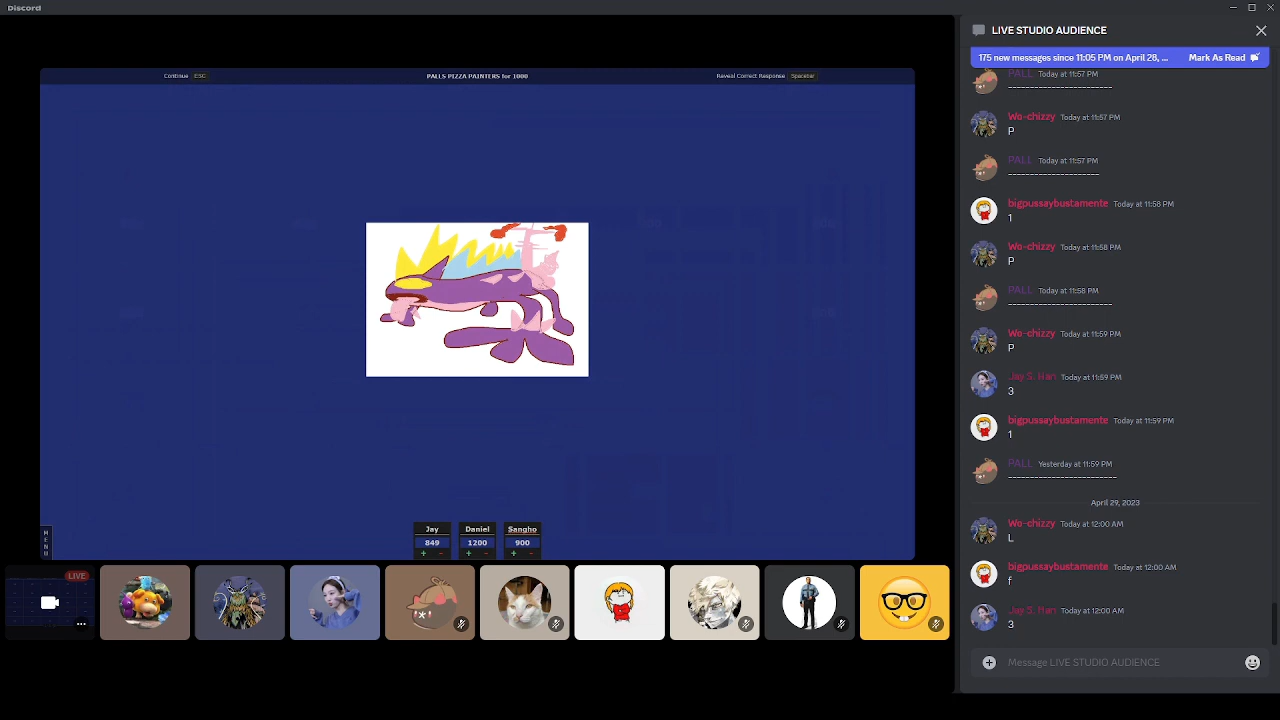 Discord
LIVE STUDIO AUDIENCE
175 new messages since 11:05 PM on April 28, ...
Mark As Read
Continue ESC
PALLS PIZZA PAINTERS for 1000
Reveal Correct Response Spacebar
PALL Today at 11:57 PM
------------------------
Wo-chizzy Today at 11:57 PM
P
PALL Today at 11:57 PM
---------------------
bigpussaybustamente Today at 11:58 PM
1
Wo-chizzy Today at 11:58 PM
P
PALL Today at 11:58 PM
------------------------
Wo-chizzy Today at 11:59 PM
P
Jay S. Han Today at 11:59 PM
3
bigpussaybustamente Today at 11:59 PM
1
PALL Yesterday at 11:59 PM
-------------------------
April 29, 2023
Wo-chizzy Today at 12:00 AM
L
bigpussaybustamente Today at 12:00 AM
f
Jay S. Han Today at 12:00 AM
3
Message LIVE STUDIO AUDIENCE
MENU
Jay Daniel Sangho
849 1200 900
+ - + - + -
LIVE
...
"*!